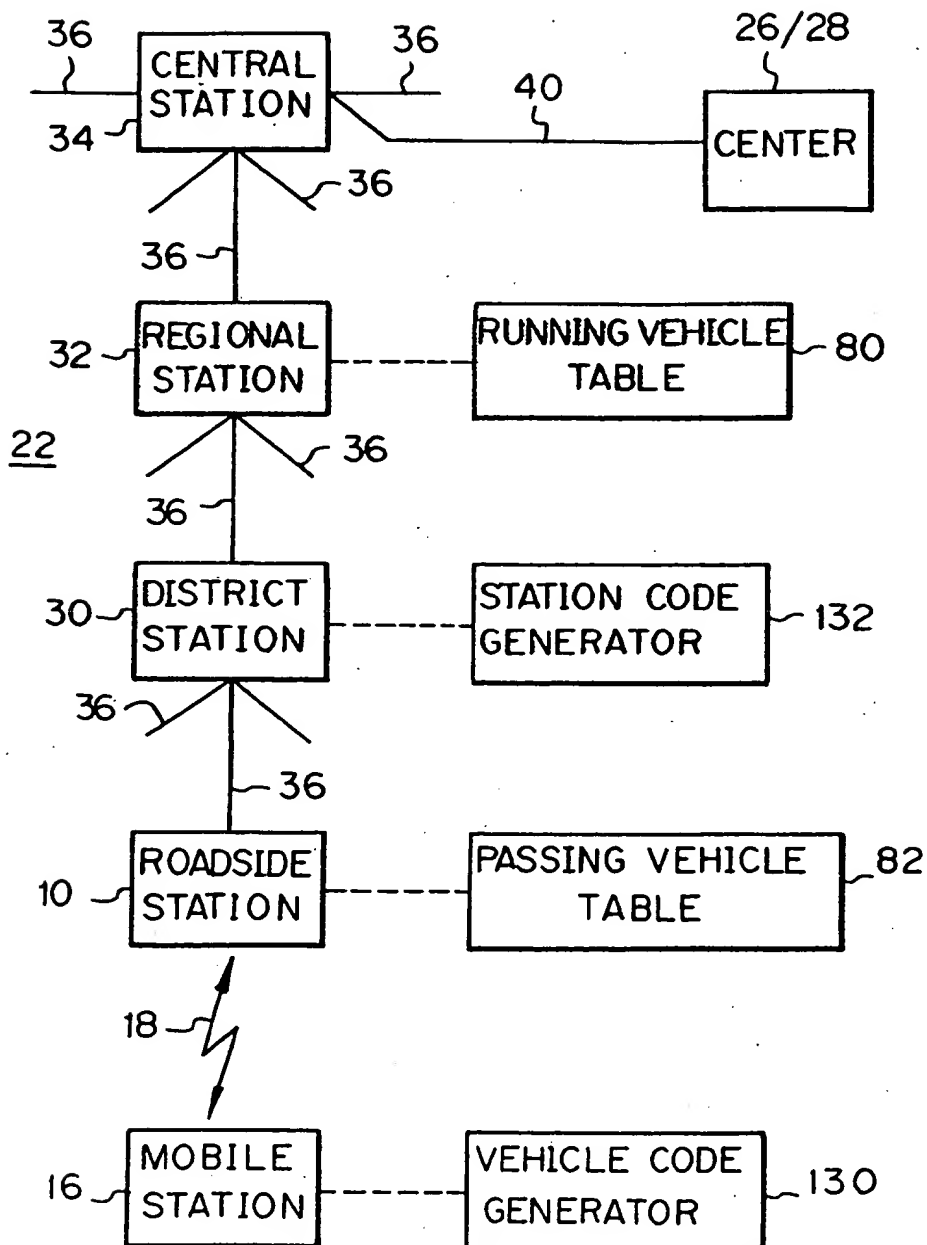 36
CENTRAL
STATION
34
36
40
26/28
CENTER
36
36
32
REGIONAL
STATION
RUNNING VEHICLE
TABLE
80
22
36
36
30
DISTRICT
STATION
STATION CODE
GENERATOR
132
36
36
10
ROADSIDE
STATION
PASSING VEHICLE
TABLE
82
18
16
MOBILE
STATION
VEHICLE CODE
GENERATOR
130